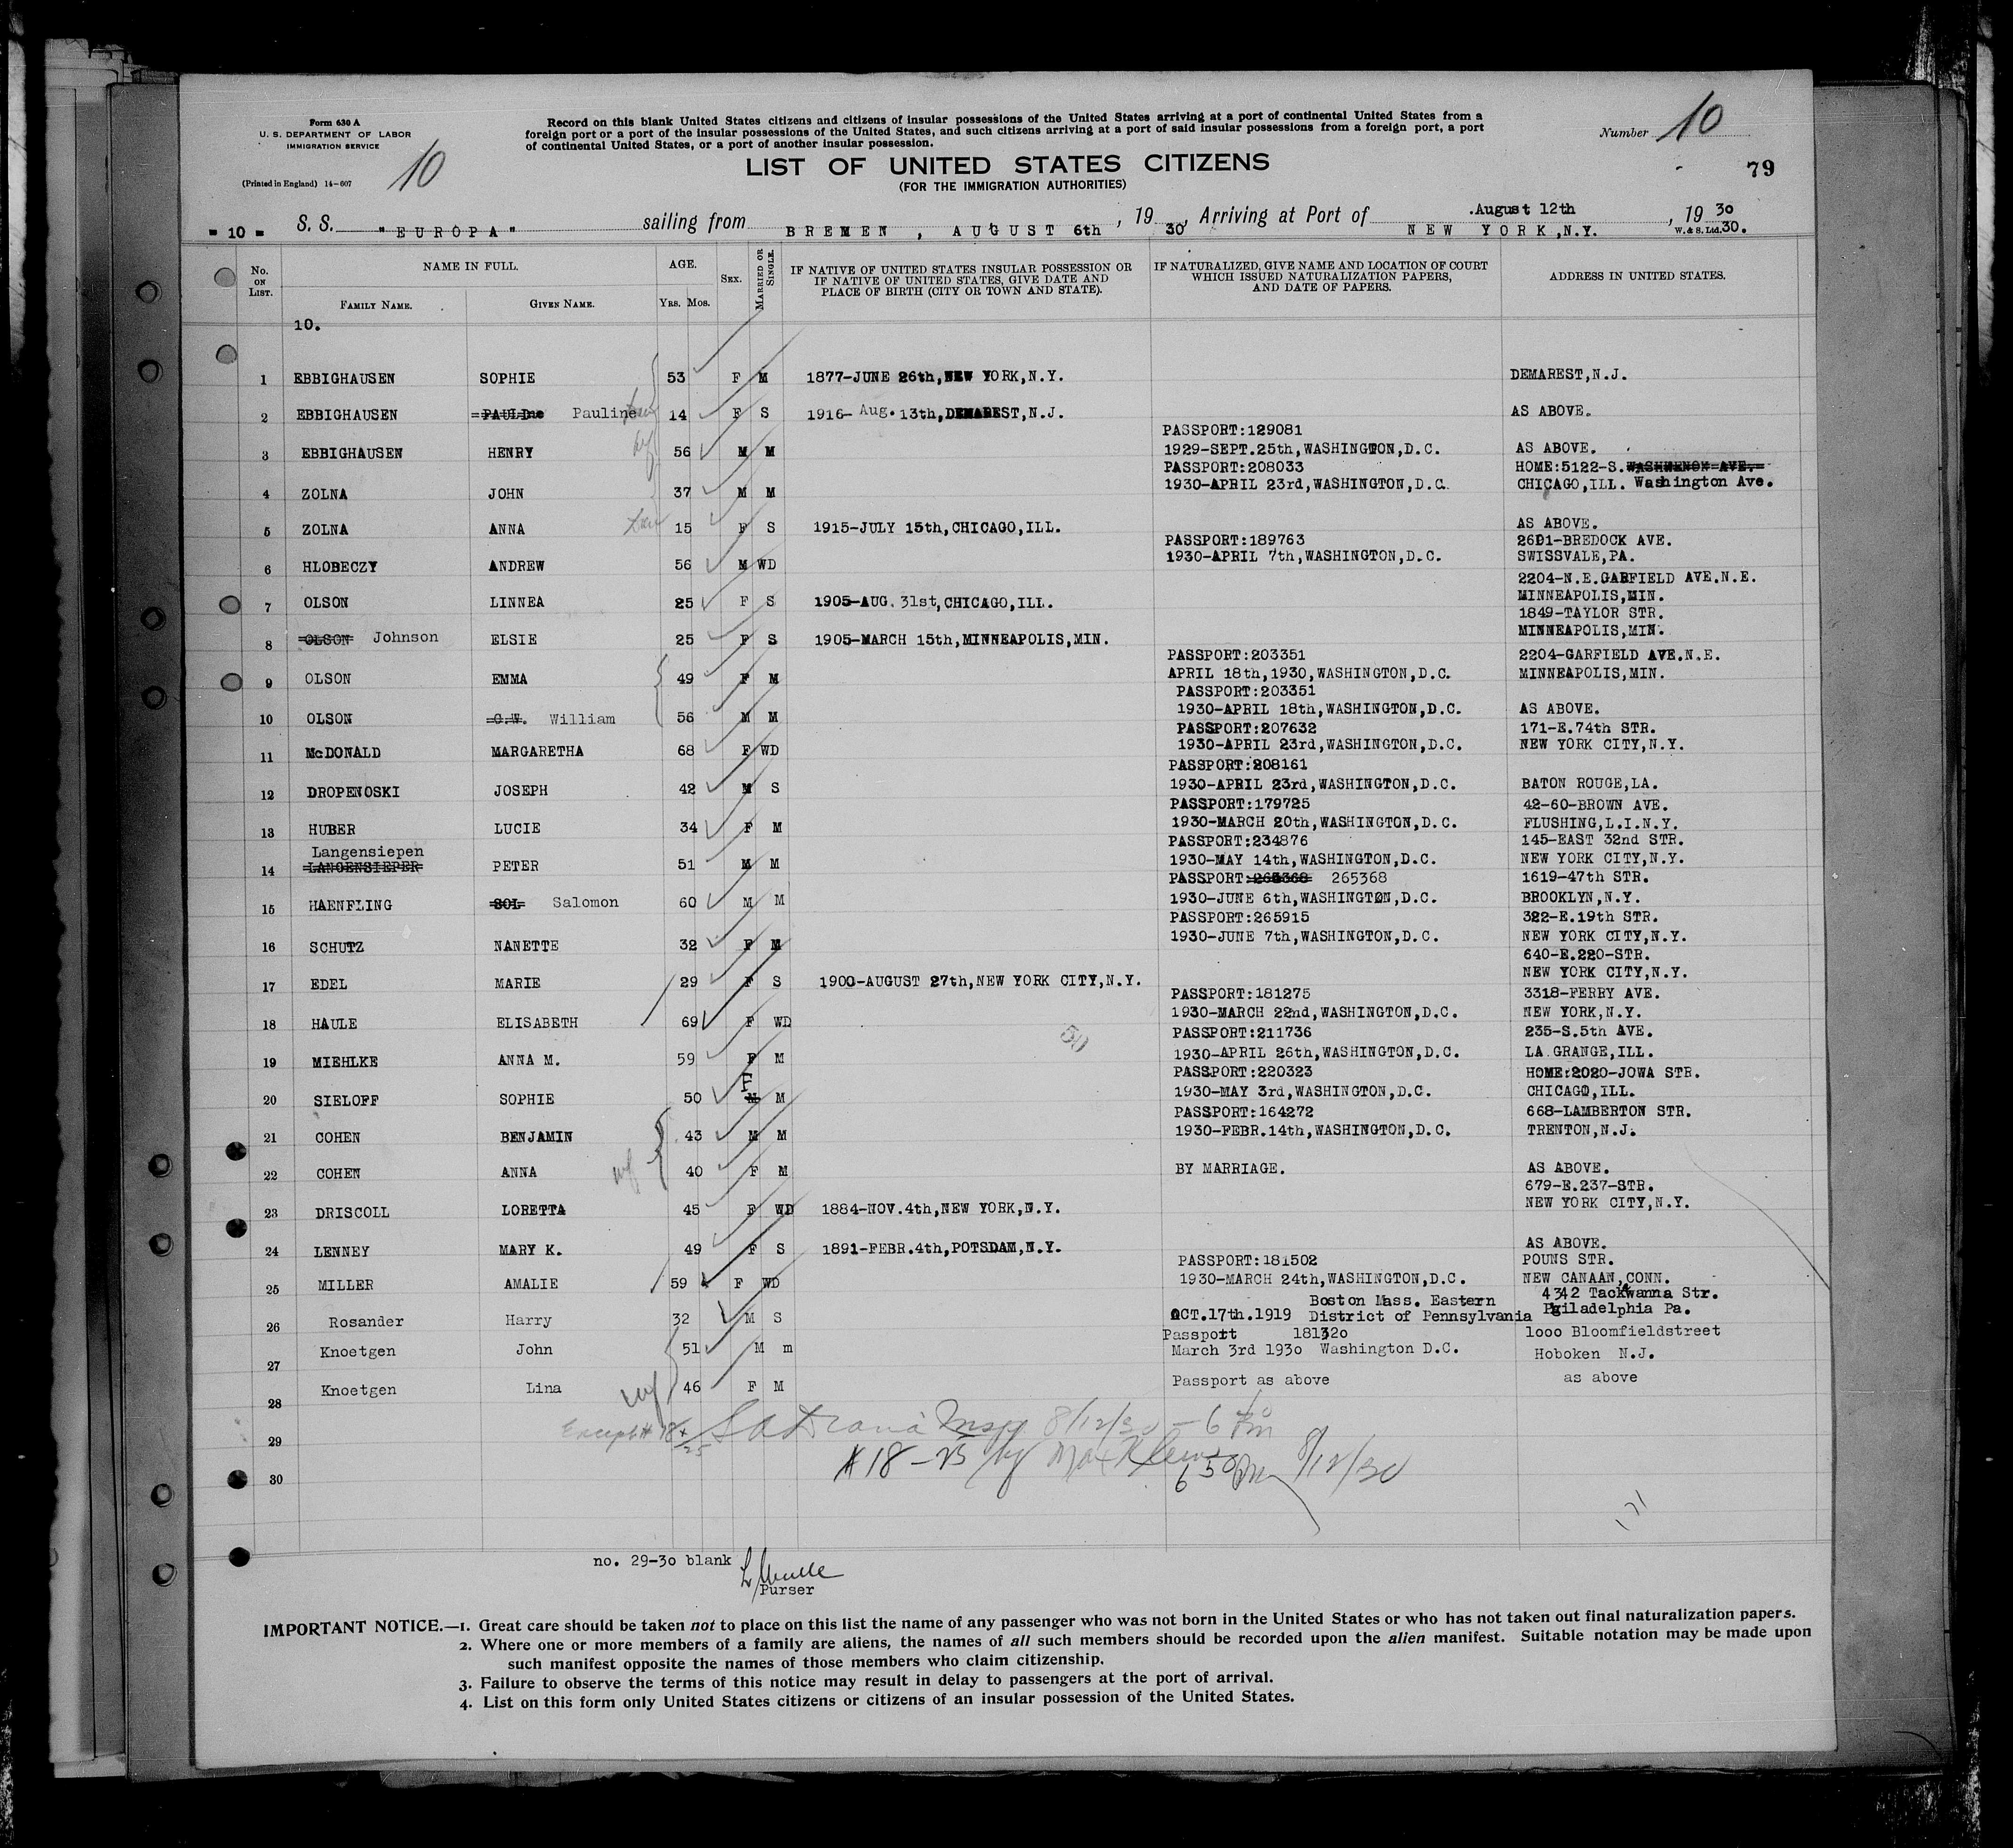 Form 630 A
U. S. DEPARTMENT OF LABOR
IMMIGRATION SERVICE
(Printed in England) 14-607
10
Record on this blank United States citizens and citizens of insular possessions of the United States arriving at a port of continental United States from a
foreign port or a port of the insular possessions of the United States, and such citizens arriving at a port of said insular possessions from a foreign port, a port
of continental United States, or a port of another insular possession.
LIST OF UNITED STATES CITIZENS
(FOR THE IMMIGRATION AUTHORITIES)
Number 10
79
- 10 - S. S. "EUROPA" sailing from BREMEN, AUGUST 6th, 1930, Arriving at Port of NEW YORK,N.Y. August 12th, 19 30 30.
W. & S. Ltd.
No. ON LIST. NAME IN FULL. FAMILY NAME. GIVEN NAME. AGE. YRS. MOS. SEX. MARRIED OR SINGLE. IF NATIVE OF UNITED STATES INSULAR POSSESSION OR IF NATIVE OF UNITED STATES, GIVE DATE AND PLACE OF BIRTH (CITY OR TOWN AND STATE). IF NATURALIZED, GIVE NAME AND LOCATION OF COURT WHICH ISSUED NATURALIZATION PAPERS, AND DATE OF PAPERS. ADDRESS IN UNITED STATES.
10.
1 EBBIGHAUSEN SOPHIE 53 F M 1877-JUNE 26th,NEW YORK,N.Y. DEMAREST,N.J.
2 EBBIGHAUSEN Pauline 14 F S 1916-Aug. 13th,DEMAREST,N.J. AS ABOVE.
PASSPORT:129081
3 EBBIGHAUSEN HENRY 56 M M 1929-SEPT.25th,WASHINGTON,D.C. AS ABOVE.
PASSPORT:208033 HOME:5122-S.
4 ZOLNA JOHN 37 M M 1930-APRIL 23rd,WASHINGTON,D.C. CHICAGO,ILL. Washington Ave.
5 ZOLNA ANNA 15 F S 1915-JULY 15th,CHICAGO,ILL. AS ABOVE.
PASSPORT:189763 2601-BREDOCK AVE.
6 HLOBECZY ANDREW 56 M WD 1930-APRIL 7th,WASHINGTON,D.C. SWISSVALE,PA.
2204-N.E.GARFIELD AVE.N.E.
7 OLSON LINNEA 25 F S 1905-AUG. 31st,CHICAGO,ILL. MINNEAPOLIS,MIN.
1849-TAYLOR STR.
8 OLSON Johnson ELSIE 25 F S 1905-MARCH 15th,MINNEAPOLIS,MIN. MINNEAPOLIS,MIN.
PASSPORT:203351 2204-GARFIELD AVE.N.E.
9 OLSON EMMA 49 F M APRIL 18th,1930,WASHINGTON,D.C. MINNEAPOLIS,MIN.
PASSPORT:203351
10 OLSON C.W. William 56 M M 1930-APRIL 18th,WASHINGTON,D.C. AS ABOVE.
PASSPORT:207632 171-E.74th STR.
11 McDONALD MARGARETHA 68 F WD 1930-APRIL 23rd,WASHINGTON,D.C. NEW YORK CITY,N.Y.
PASSPORT:208161
12 DROPENOSKI JOSEPH 42 M S 1930-APRIL 23rd,WASHINGTON,D.C. BATON ROUGE,LA.
PASSPORT:179725 42-60-BROWN AVE.
13 HUBER LUCIE 34 F M 1930-MARCH 20th,WASHINGTON,D.C. FLUSHING,L.I.N.Y.
Langensiepen PASSPORT:234876 145-EAST 32nd STR.
14 LANGENSIEPER PETER 51 M M 1930-MAY 14th,WASHINGTON,D.C. NEW YORK CITY,N.Y.
PASSPORT: 265368 1619-47th STR.
15 HAENFLING SOL Salomon 60 M M 1930-JUNE 6th,WASHINGTON,D.C. BROOKLYN,N.Y.
PASSPORT:265915 322-E.19th STR.
16 SCHUTZ NANETTE 32 F M 1930-JUNE 7th,WASHINGTON,D.C. NEW YORK CITY,N.Y.
640-E.220-STR.
17 EDEL MARIE 29 F S 1900-AUGUST 27th,NEW YORK CITY,N.Y. NEW YORK CITY,N.Y.
PASSPORT:181275 3318-FERRY AVE.
18 HAULE ELISABETH 69 F WD 1930-MARCH 22nd,WASHINGTON,D.C. NEW YORK,N.Y.
PASSPORT:211736 235-S.5th AVE.
19 MIEHLKE ANNA M. 59 F M 1930-APRIL 26th,WASHINGTON,D.C. LA GRANGE,ILL.
PASSPORT:220323 HOME:2020-JOWA STR.
20 SIELOFF SOPHIE 50 F M M 1930-MAY 3rd,WASHINGTON,D.C. CHICAGO,ILL.
PASSPORT:164272 668-LAMBERTON STR.
21 COHEN BENJAMIN 43 M M 1930-FEBR.14th,WASHINGTON,D.C. TRENTON,N.J.
22 COHEN ANNA wf 40 F M BY MARRIAGE. AS ABOVE.
679-E.237-STR.
23 DRISCOLL LORETTA 45 F WD 1884-NOV.4th,NEW YORK,N.Y. NEW YORK CITY,N.Y.
24 LENNEY MARY K. 49 F S 1891-FEBR.4th,POTSDAM,N.Y. AS ABOVE.
PASSPORT:181502 POUNS STR.
25 MILLER AMALIE 59 F WD 1930-MARCH 24th,WASHINGTON,D.C. NEW CANAAN,CONN.
Boston Mass. Eastern 4342 Tackawanna Str.
26 Rosander Harry 32 M S OCT.17th.1919 District of Pennsylvania Philadelphia Pa.
Passport 181320 1000 Bloomfieldstreet
27 Knoetgen John 51 M m March 3rd 1930 Washington D.C. Hoboken N.J.
28 Knoetgen Lina wf 46 F M Passport as above as above
29 Except # 18 + 25 Insp 8/12/30 - 6
# 18 - 25 by Max
30 6 50 Pm 8/12/30
50
171
no. 29-30 blank
Purser
IMPORTANT NOTICE.—1. Great care should be taken not to place on this list the name of any passenger who was not born in the United States or who has not taken out final naturalization papers.
2. Where one or more members of a family are aliens, the names of all such members should be recorded upon the alien manifest. Suitable notation may be made upon
such manifest opposite the names of those members who claim citizenship.
3. Failure to observe the terms of this notice may result in delay to passengers at the port of arrival.
4. List on this form only United States citizens or citizens of an insular possession of the United States.